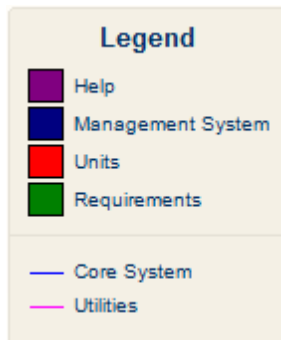 Legend
Help
Management System
Units
Requirements
Core System
Utilities